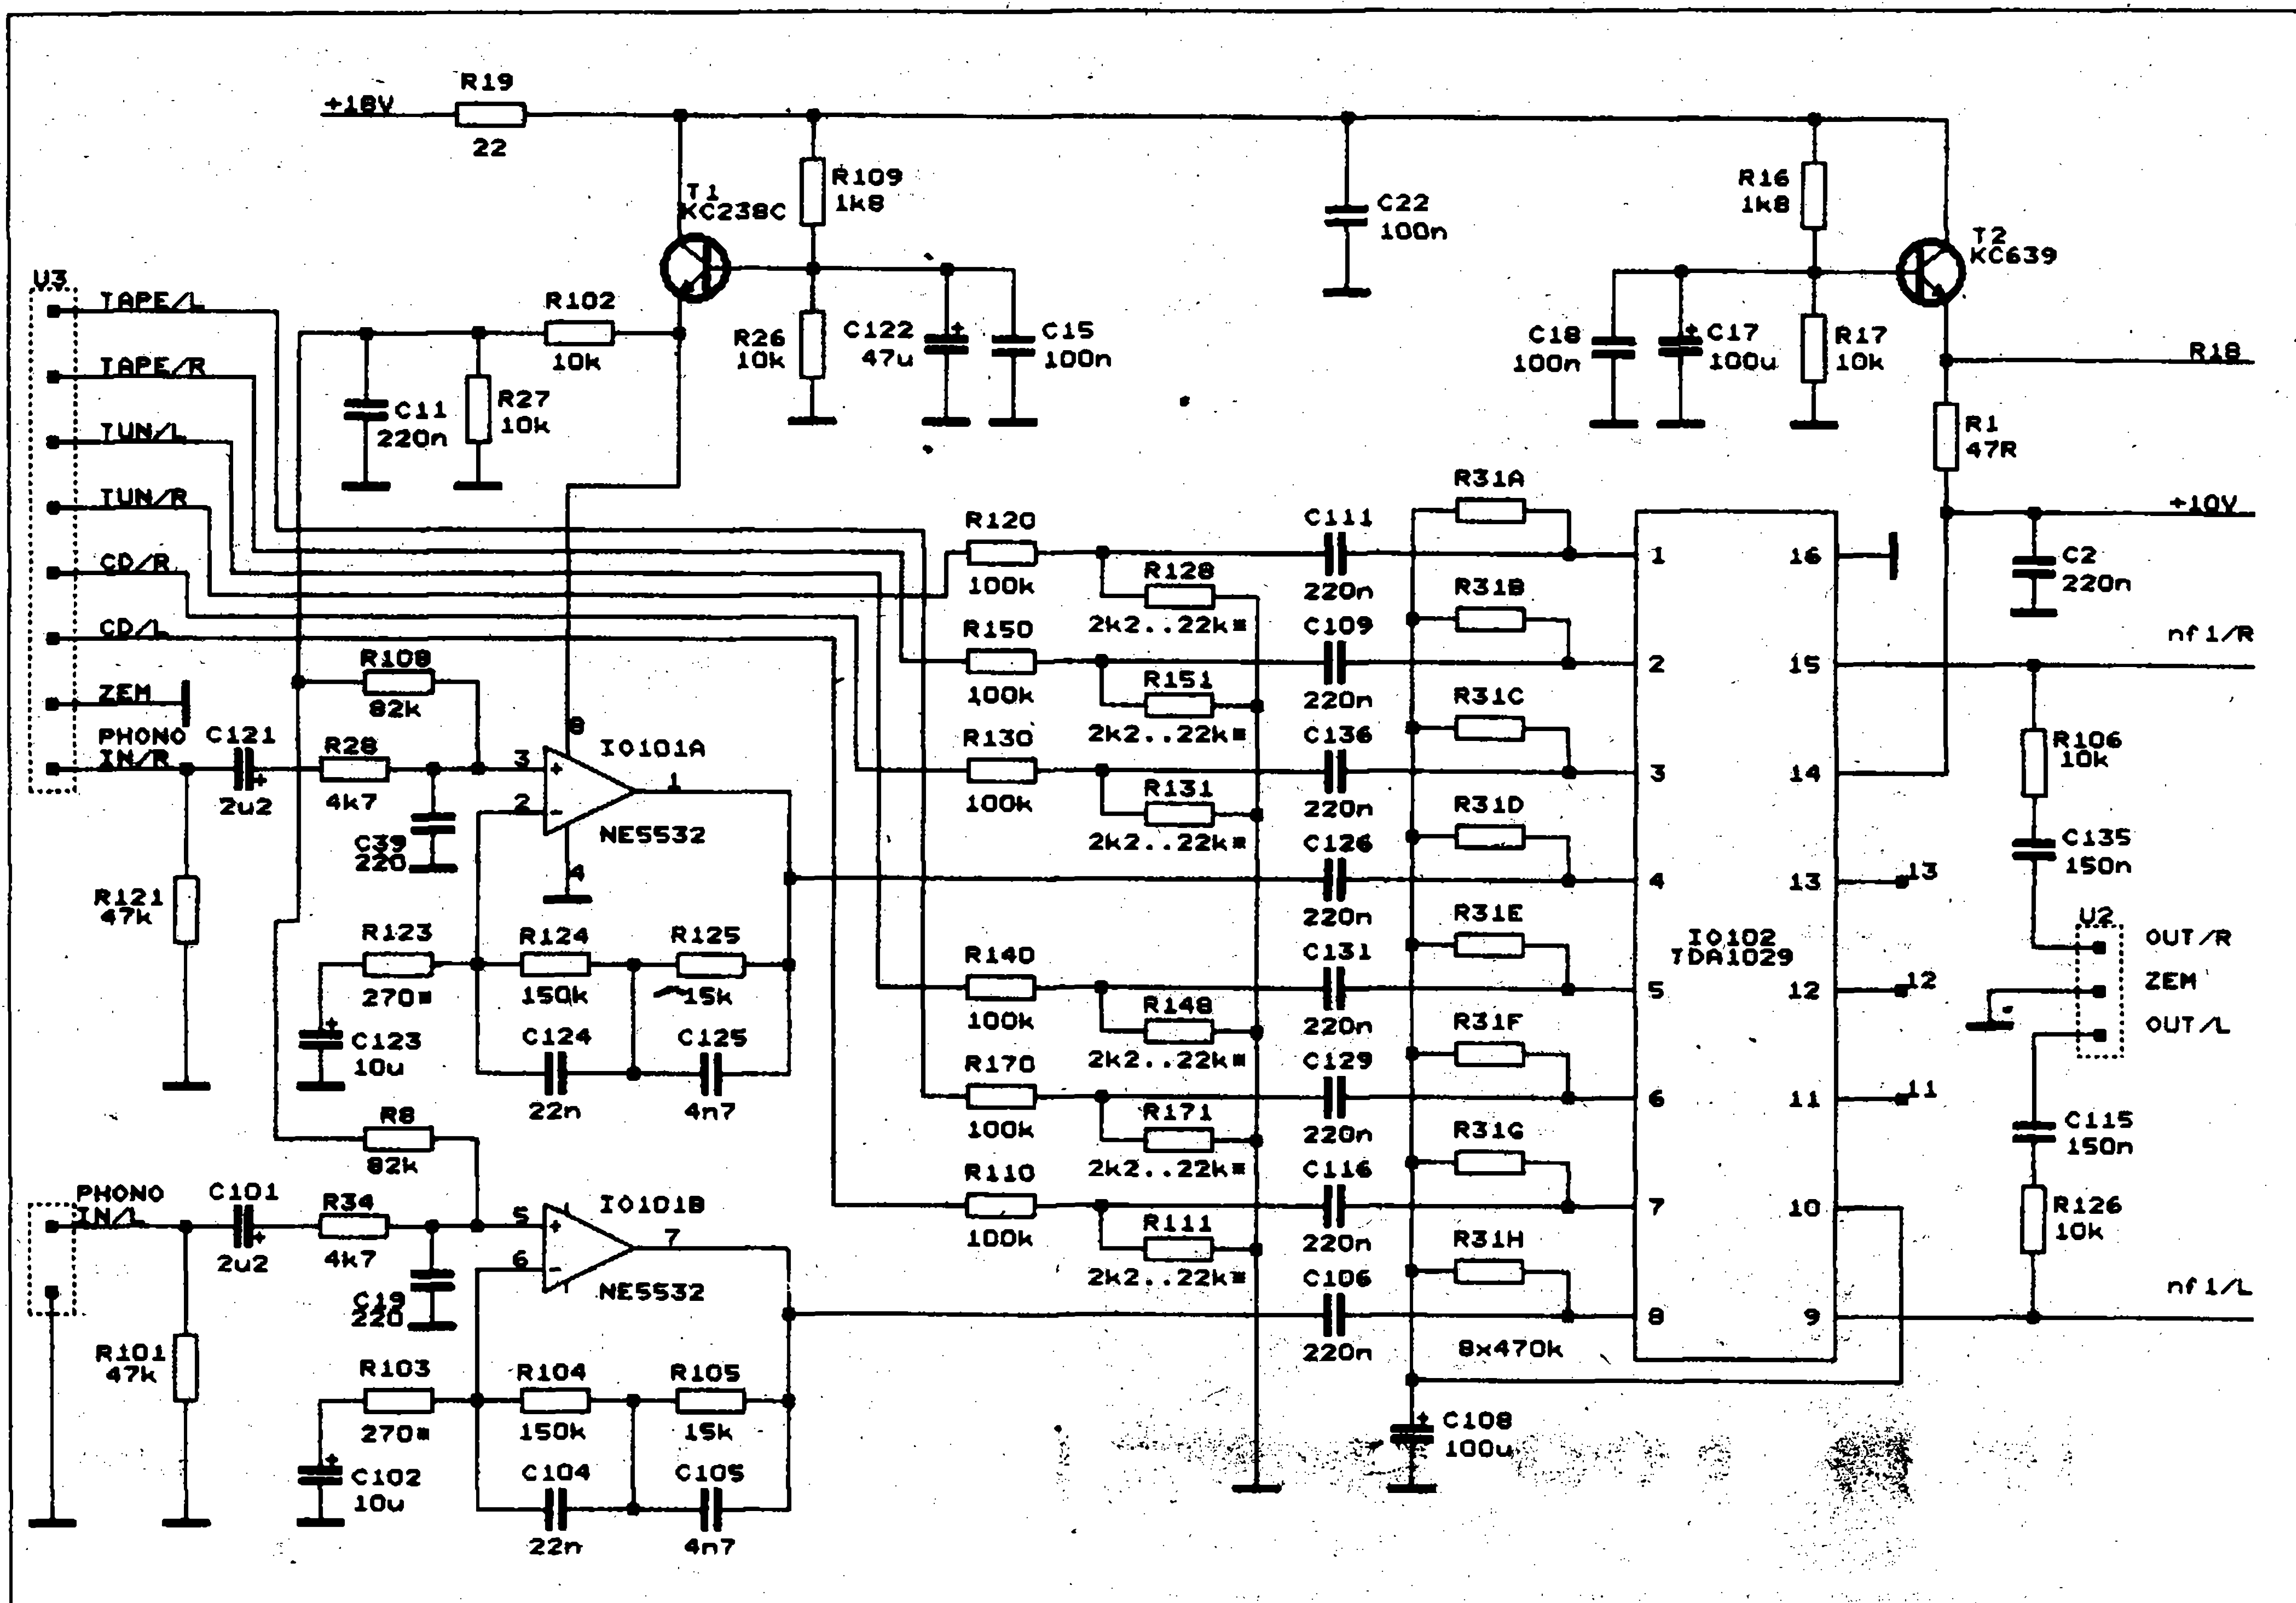 R19
+18V
22
T1
KC238C
R109
1k8
C22
100n
R16
1k8
T2
KC639
U3
TAPE/L
TAPE/R
TUN/L
TUN/R
CD/R
CD/L
ZEM
PHONO
IN/R
R102
10k
C11
220n
R27
10k
R26
10k
C122
47u
+
C15
100n
C18
100n
+
C17
100u
R17
10k
R18
R1
47R
+10V
C2
220n
nf1/R
R120
100k
R128
2k2..22k*
C111
220n
R31A
1
R150
100k
R151
2k2..22k*
C109
220n
R31B
2
R130
100k
R131
2k2..22k*
C136
220n
R31C
3
C126
220n
R31D
4
R140
100k
R148
2k2..22k*
C131
220n
R31E
5
R170
100k
R171
2k2..22k*
C129
220n
R31F
6
R110
100k
R111
2k2..22k*
C116
220n
R31G
7
C106
220n
R31H
8
8x470k
+
C108
100u
IO102
TDA1029
16
15
14
13
13
12
12
11
11
10
9
R106
10k
C135
150n
U2
OUT/R
ZEM
OUT/L
C115
150n
R126
10k
nf1/L
R108
82k
C121
+
2u2
R28
4k7
C39
220
R121
47k
8
IO101A
3
+
2
-
1
NE5532
4
R123
270*
R124
150k
R125
15k
+
C123
10u
C124
22n
C125
4n7
R8
82k
PHONO
IN/L
C101
+
2u2
R34
4k7
C19
220
R101
47k
IO101B
5
+
6
-
7
NE5532
R103
270*
R104
150k
R105
15k
+
C102
10u
C104
22n
C105
4n7